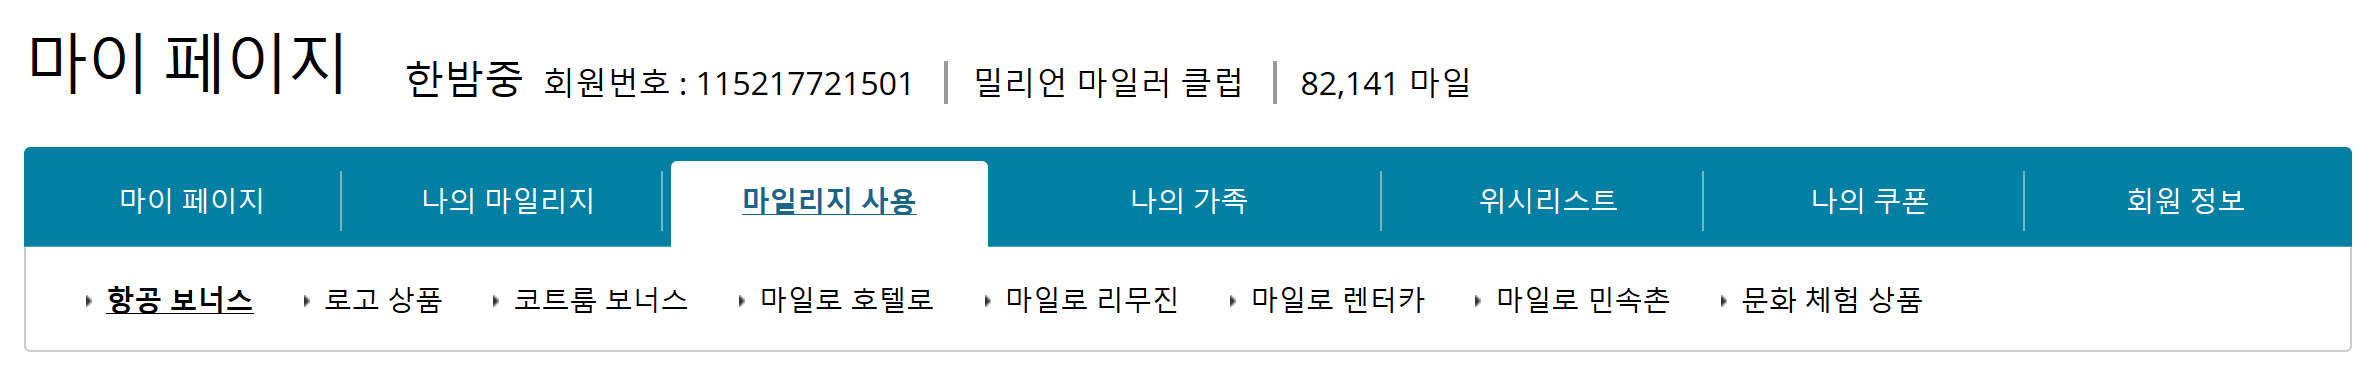 마이 페이지 한밤중 회원번호 : 115217721501 밀리언 마일러 클럽 82,141 마일
마이 페이지 나의 마일리지 마일리지 사용 나의 가족 위시리스트 나의 쿠폰 회원 정보
항공 보너스 로고 상품 코트룸 보너스 마일로 호텔로 마일로 리무진 마일로 렌터카 마일로 민속촌 문화 체험 상품